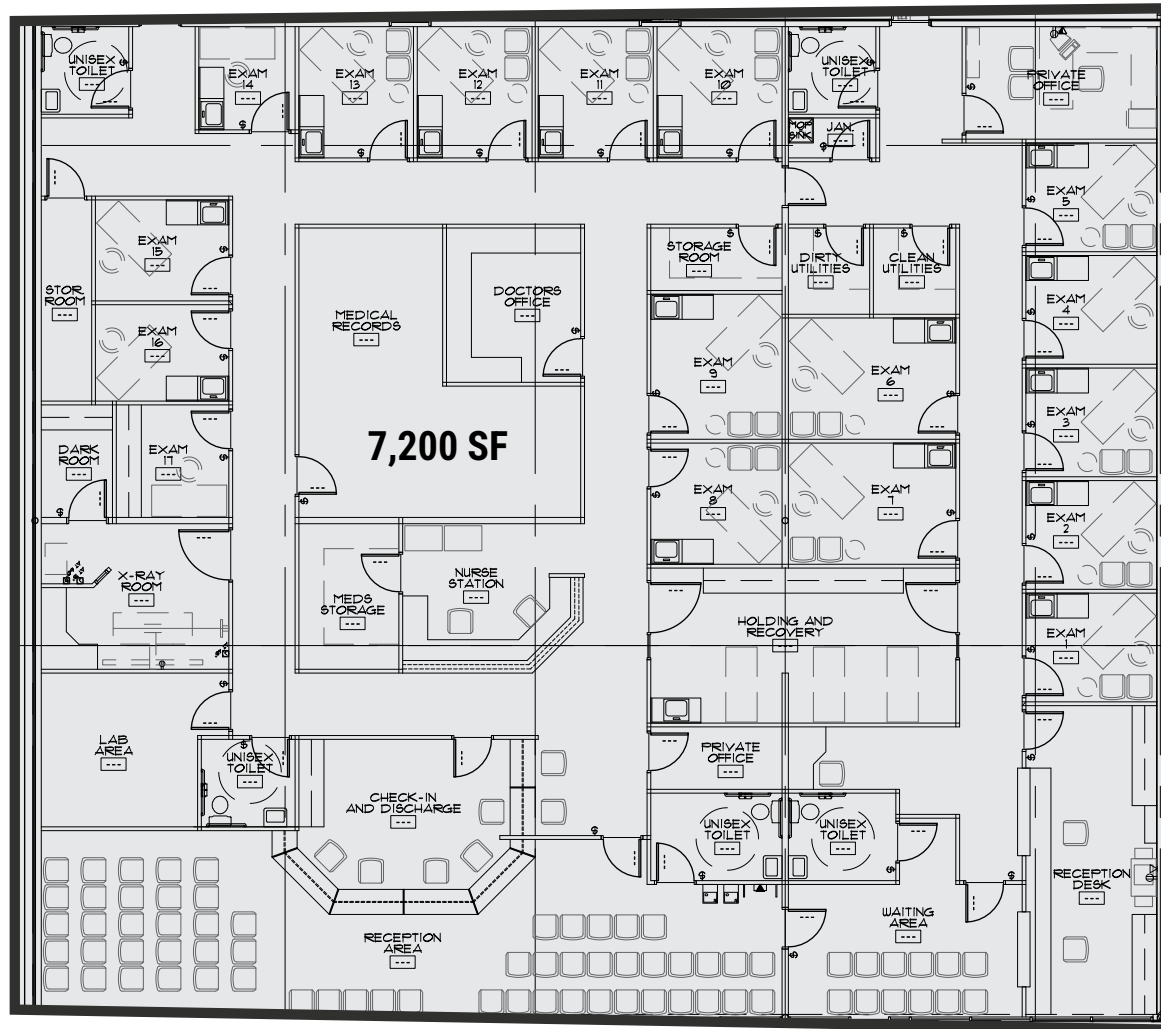 UNISEX
TOILET
EXAM
14
EXAM
13
EXAM
12
EXAM
11
EXAM
10
UNISEX
TOILET
MOP
SINK
JAN.
PRIVATE
OFFICE
EXAM
5
EXAM
15
STOR.
ROOM
EXAM
16
MEDICAL
RECORDS
DOCTORS
OFFICE
STORAGE
ROOM
DIRTY
UTILITIES
CLEAN
UTILITIES
EXAM
4
EXAM
9
EXAM
6
EXAM
3
DARK
ROOM
EXAM
17
7,200 SF
EXAM
8
EXAM
7
EXAM
2
X-RAY
ROOM
MEDS
STORAGE
NURSE
STATION
HOLDING AND
RECOVERY
EXAM
1
LAB
AREA
UNISEX
TOILET
CHECK-IN
AND DISCHARGE
PRIVATE
OFFICE
UNISEX
TOILET
UNISEX
TOILET
RECEPTION
DESK
RECEPTION
AREA
WAITING
AREA